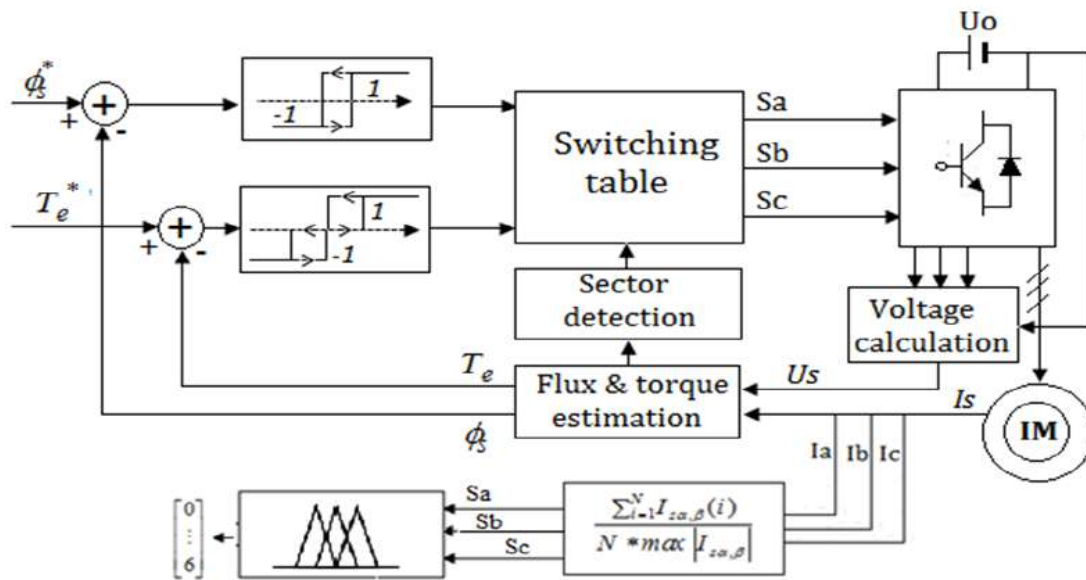 Uo
ϕs*
+
+
-
1
-1
Te*
+
+
-
1
-1
Switching
table
Sa
Sb
Sc
Sector
detection
Voltage
calculation
Te
Flux & torque
estimation
ϕs
Us
Is
IM
Ia Ib Ic
Sa
Sb
Sc
0
⋮
6
∑_{i=1}^{N} I_{sα,β}(i)
N * max |I_{sα,β}|